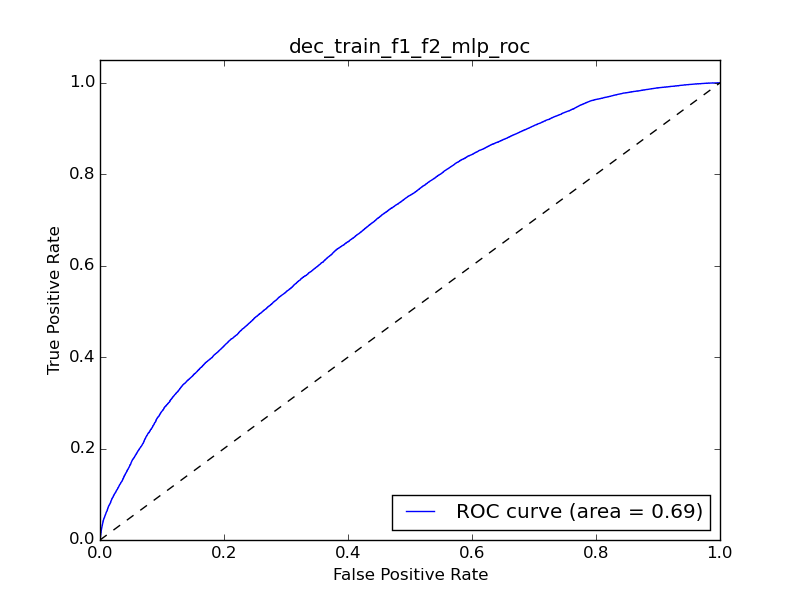 dec_train_f1_f2_mlp_roc
1.0
0.8
0.6
0.4
0.2
0.0
True Positive Rate
ROC curve (area = 0.69)
0.0 0.2 0.4 0.6 0.8 1.0
False Positive Rate